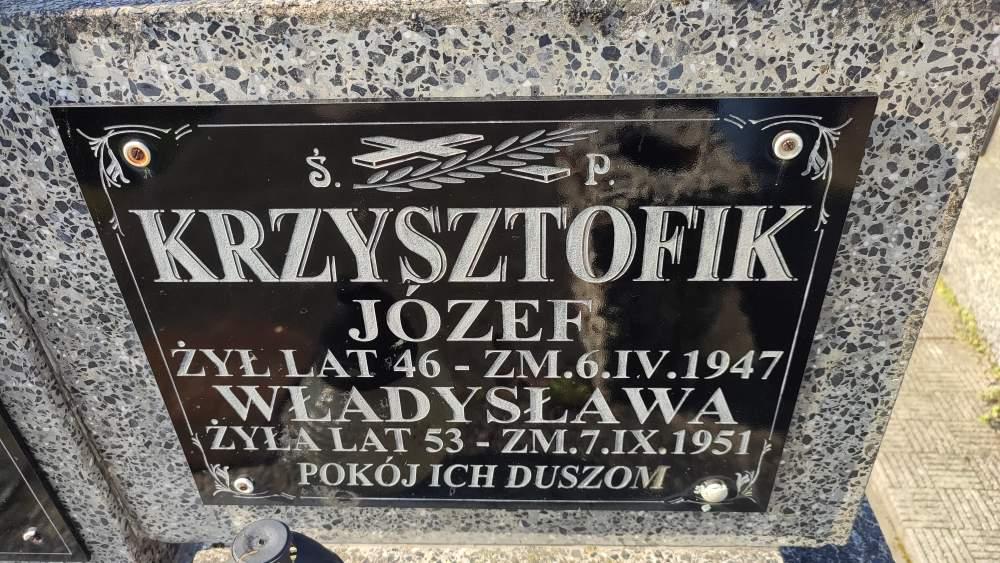 Ś. P.
KRZYSZTOFIK
JÓZEF
ŻYŁ LAT 46 - ZM.6.IV.1947
WŁADYSŁAWA
ŻYŁA LAT 53 - ZM.7.IX.1951
POKÓJ ICH DUSZOM